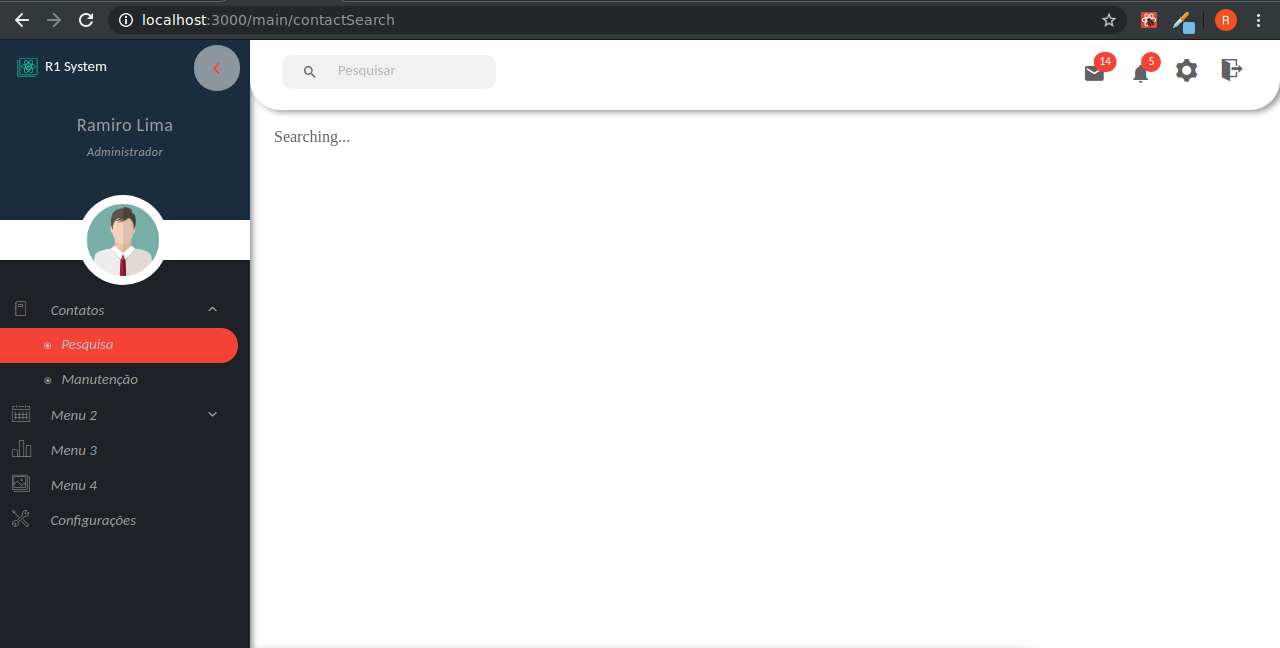 localhost:3000/main/contactSearch
R
R1 System
Pesquisar
14
5
Ramiro Lima
Administrador
Searching...
Contatos
Pesquisa
Manutenção
Menu 2
Menu 3
Menu 4
Configurações